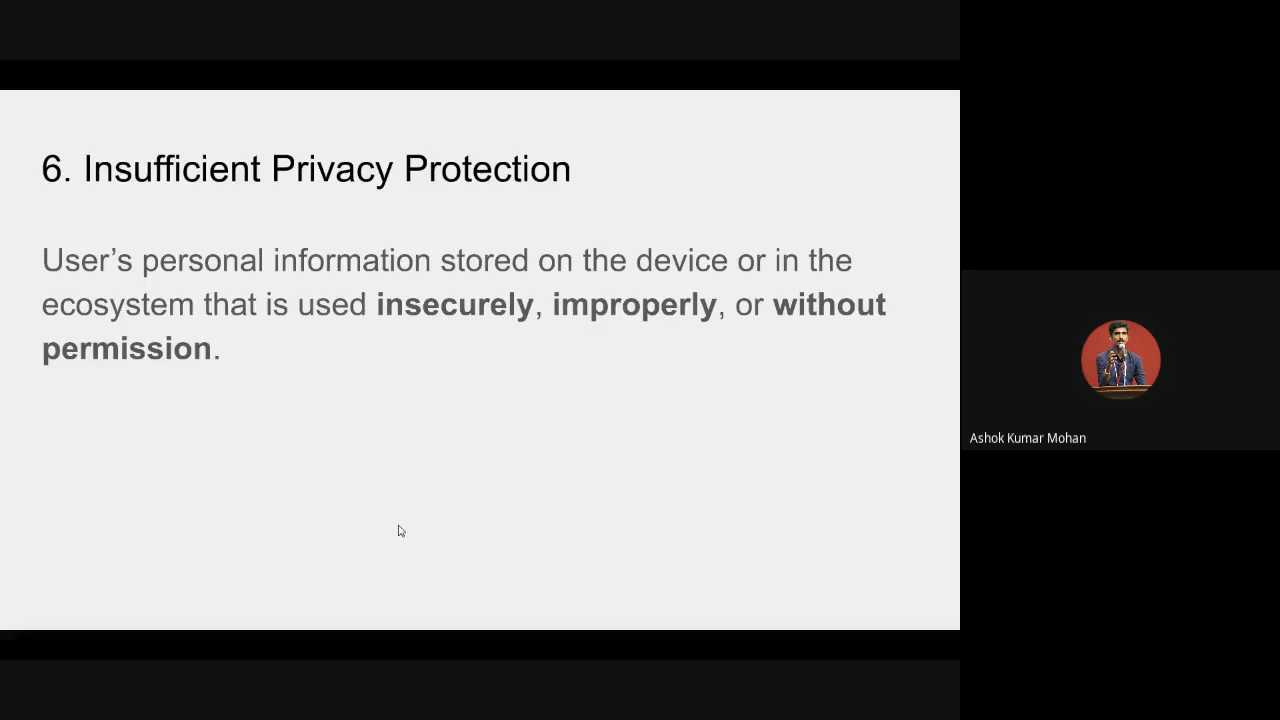 6. Insufficient Privacy Protection
User’s personal information stored on the device or in the
ecosystem that is used insecurely, improperly, or without
permission.
Ashok Kumar Mohan